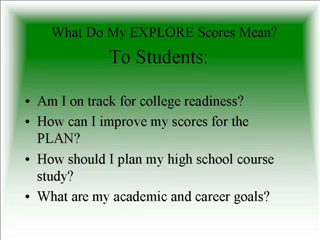 What Do My EXPLORE Scores Mean?
To Students:
• Am I on track for college readiness?
• How can I improve my scores for the
PLAN?
• How should I plan my high school course
study?
• What are my academic and career goals?